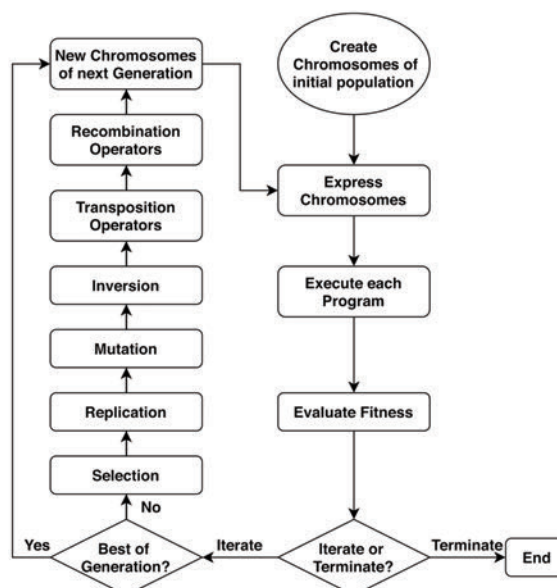 New Chromosomes
of next Generation
Create
Chromosomes of
initial population
Recombination
Operators
Express
Chromosomes
Transposition
Operators
Inversion
Execute each
Program
Mutation
Replication
Evaluate Fitness
Selection
No
Yes
Best of
Generation?
Iterate
Iterate or
Terminate?
Terminate
End